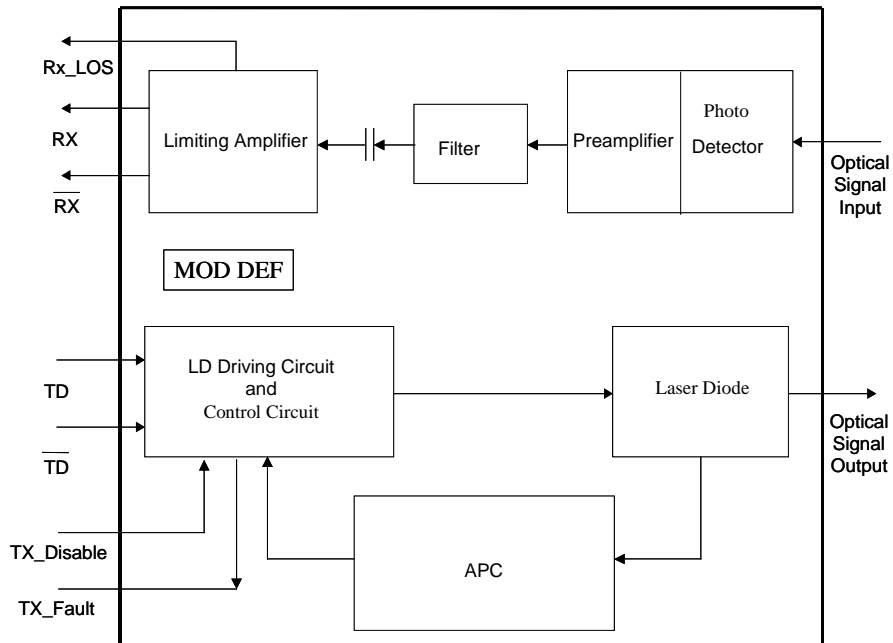 Rx_LOS
RX
RX
Limiting Amplifier
Filter
Preamplifier
Photo
Detector
Optical
Signal
Input
MOD DEF
TD
TD
LD Driving Circuit
and
Control Circuit
Laser Diode
Optical
Signal
Output
TX_Disable
TX_Fault
APC